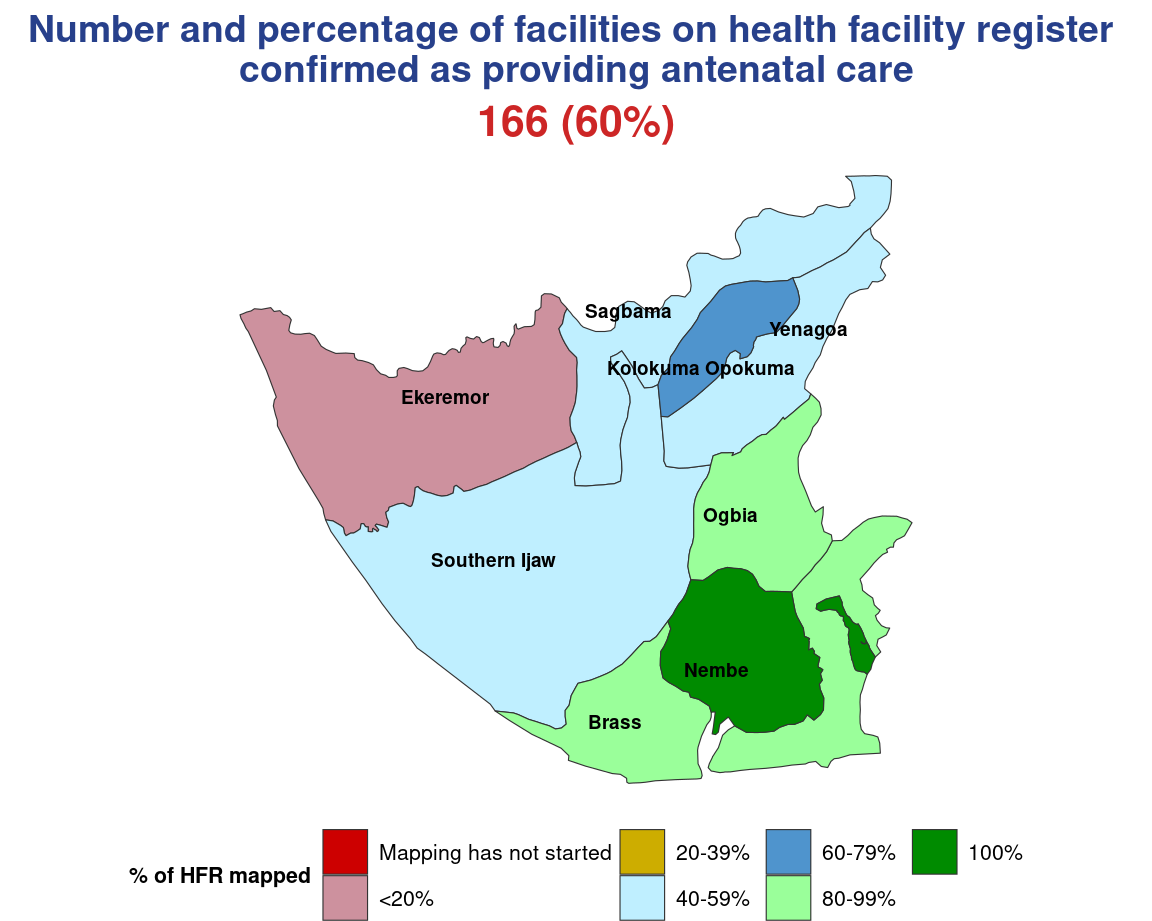 Number and percentage of facilities on health facility register
confirmed as providing antenatal care
166 (60%)
Sagbama
Yenagoa
Kolokuma Opokuma
Ekeremor
Ogbia
Southern Ijaw
Nembe
Brass
% of HFR mapped
Mapping has not started
<20%
20-39%
40-59%
60-79%
80-99%
100%